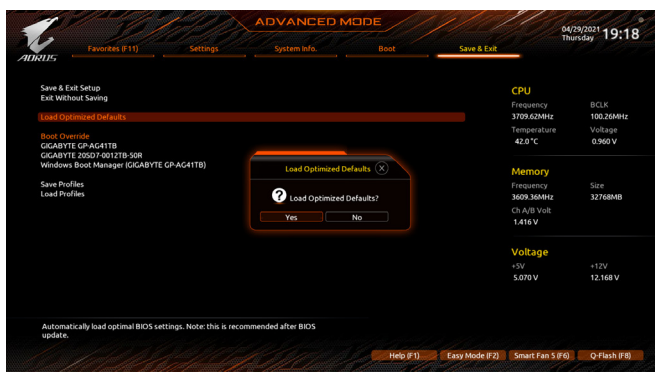 ADVANCED MODE
04/29/2021 Thursday 19:18
AORUS
Favorites (F11) Settings System Info. Boot Save & Exit
Save & Exit Setup
Exit Without Saving
Load Optimized Defaults
Boot Override
GIGABYTE GP-AG41TB
GIGABYTE 205D7-0012TB-50R
Windows Boot Manager (GIGABYTE GP-AG41TB)
Save Profiles
Load Profiles
Load Optimized Defaults
Load Optimized Defaults?
Yes No
CPU
Frequency BCLK
3709.62MHz 100.26MHz
Temperature Voltage
42.0 °C 0.960 V
Memory
Frequency Size
3609.36MHz 32768MB
Ch A/B Volt
1.416 V
Voltage
+5V +12V
5.070 V 12.168 V
Automatically load optimal BIOS settings. Note: this is recommended after BIOS
update.
Help (F1) Easy Mode (F2) Smart Fan 5 (F6) Q-Flash (F8)